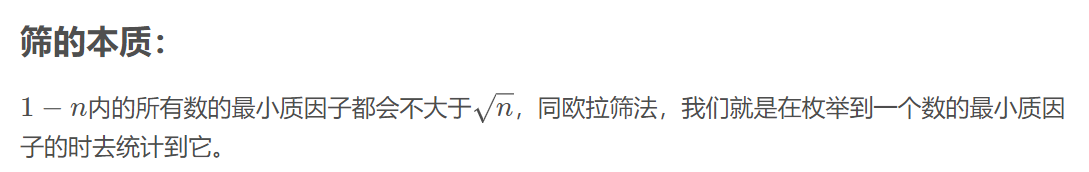 筛的本质：
1 − n内的所有数的最小质因子都会不大于√n，同欧拉筛法，我们就是在枚举到一个数的最小质因
子的时去统计到它。